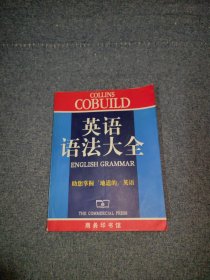 COLLINS
COBUILD
英语
语法大全
ENGLISH GRAMMAR
助您掌握“地道的”英语
THE COMMERCIAL PRESS
商务印书馆